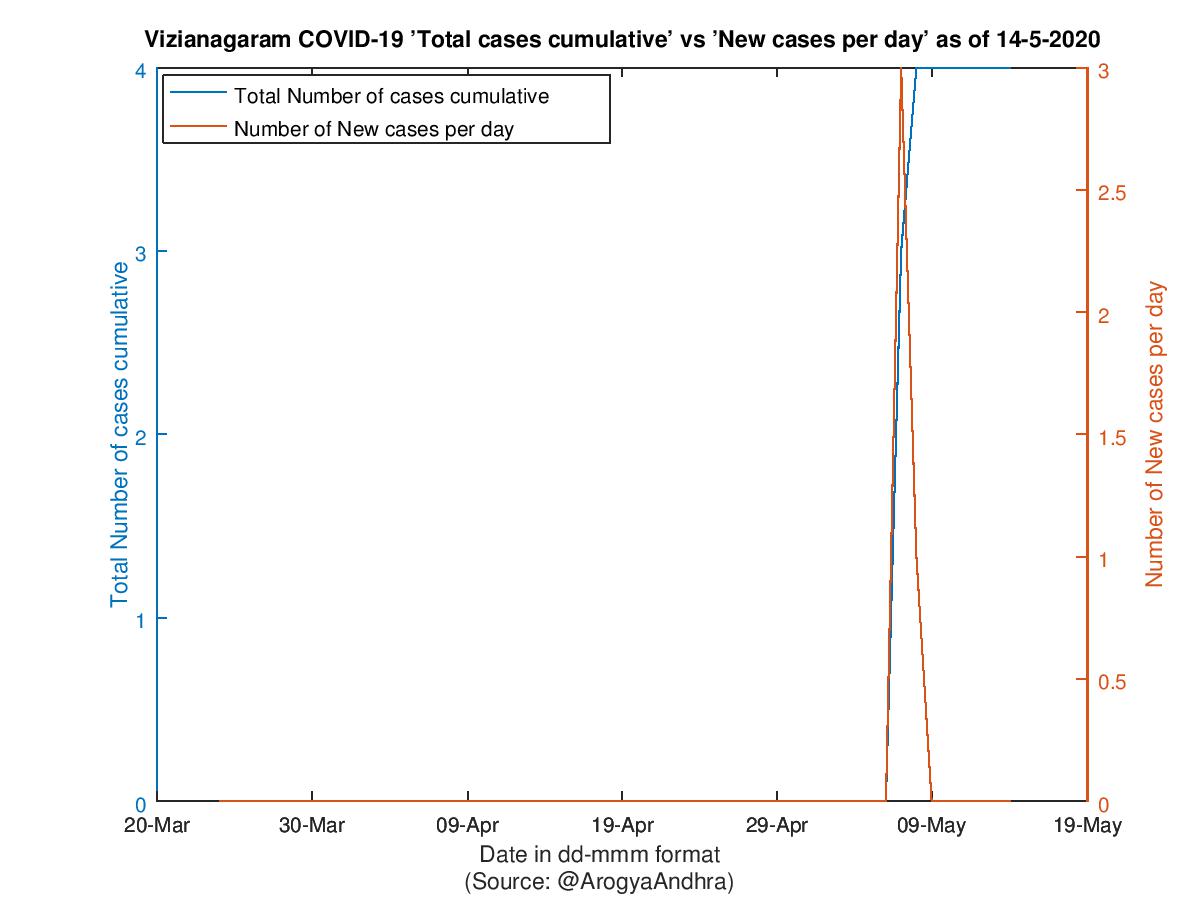 Vizianagaram COVID-19 ’Total cases cumulative’ vs ’New cases per day’ as of 14-5-2020
Total Number of cases cumulative
Number of New cases per day
Total Number of cases cumulative
4
3
2
1
0
3
2.5
2
1.5
1
0.5
0
Number of New cases per day
20-Mar 30-Mar 09-Apr 19-Apr 29-Apr 09-May 19-May
Date in dd-mmm format
(Source: @ArogyaAndhra)